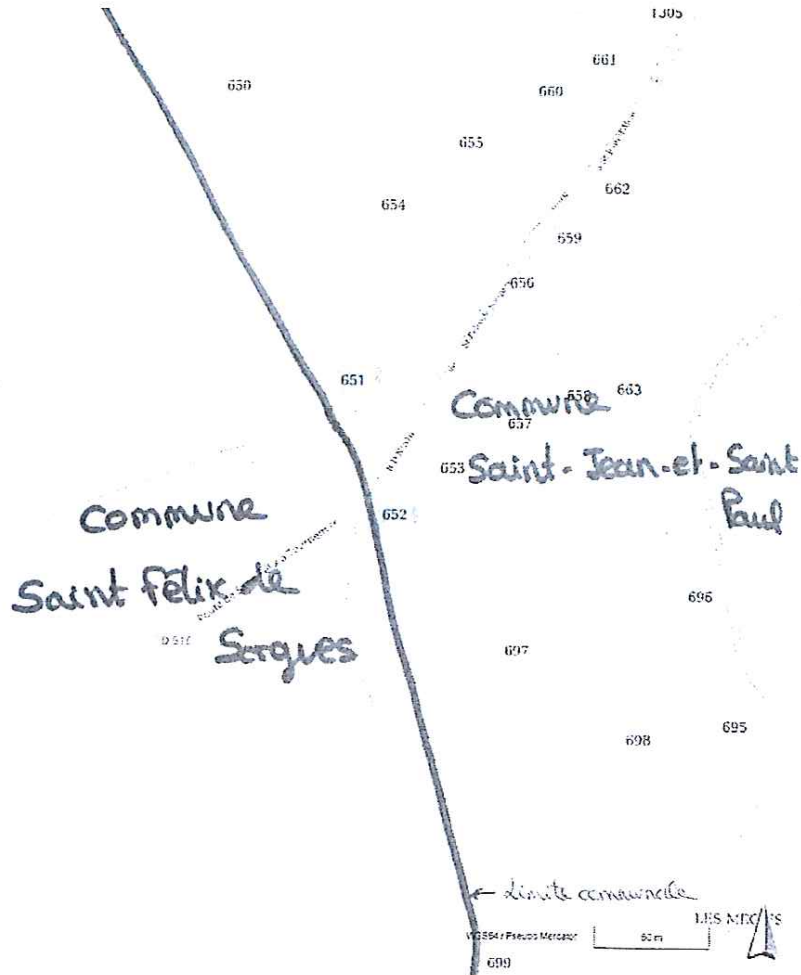 1305
661
650
660
655
662
654
659
656
651
658
663
Commune
657
653
Saint-Jean-et-Saint
Paul
652
Commune
Saint Félix de
Sorgues
696
697
695
698
← Limite communale
LES MEGES
WGS84 / Pseudo Mercator
50 m
699